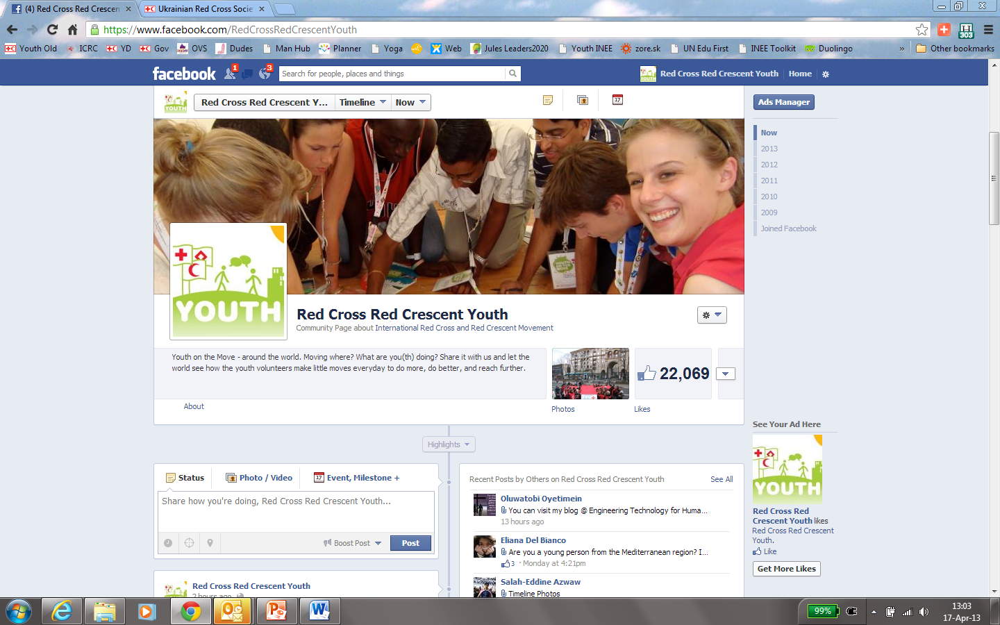 (4) Red Cross Red Crescen
Ukrainian Red Cross Socie
https://www.facebook.com/RedCrossRedCrescentYouth
303
Youth Old
ICRC
YD
Gov
OVS
Dudes
Man Hub
Planner
Yoga
Web
Jules Leaders2020
Youth INEE
zore.sk
UN Edu First
INEE Toolkit
Duolingo
»
Other bookmarks
facebook
1
3
Search for people, places and things
Red Cross Red Crescent Youth
Home
YOUTH
Red Cross Red Crescent Y...
Timeline
Now
17
Ads Manager
Now
2013
2012
2011
2010
2009
Joined Facebook
YOUTH ON THE MOVE
YOUTH
Red Cross Red Crescent Youth
Community Page about International Red Cross and Red Crescent Movement
Youth on the Move - around the world. Moving where? What are you(th) doing? Share it with us and let the
world see how the youth volunteers make little moves everyday to do more, do better, and reach further.
About
Photos
22,069
Likes
Highlights
Status
Photo / Video
17
Event, Milestone +
Share how you're doing, Red Cross Red Crescent Youth...
Boost Post
Post
Red Cross Red Crescent Youth
2 hours ago
Recent Posts by Others on Red Cross Red Crescent Youth
See All
Oluwatobi Oyetimein
You can visit my blog @ Engineering Technology for Huma...
13 hours ago
Eliana Del Bianco
Are you a young person from the Mediterranean region? I...
3 · Monday at 4:21pm
Salah-Eddine Azwaw
Timeline Photos
See Your Ad Here
YOUTH
Red Cross Red
Crescent Youth likes
Red Cross Red Crescent
Youth.
Like
Get More Likes
99%
13:03
17-Apr-13